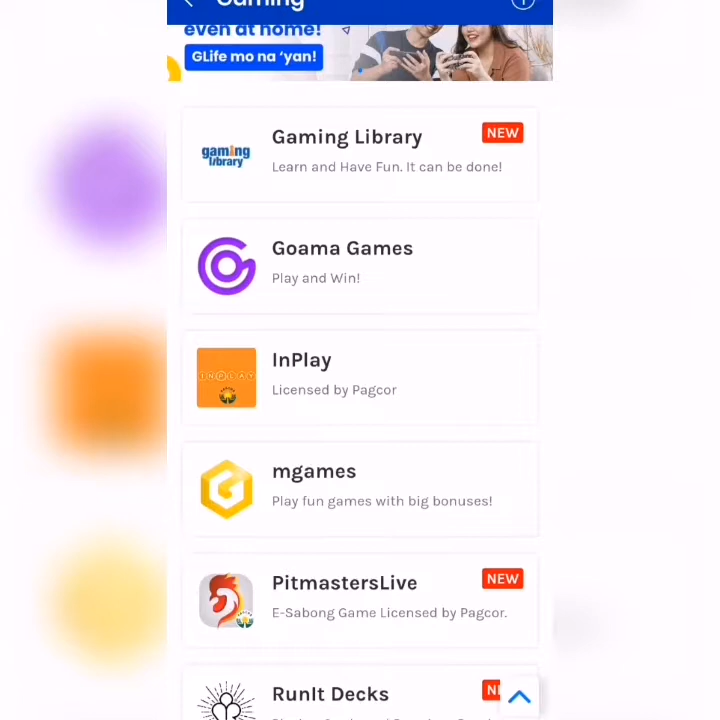 Gaming
even at home!
GLife mo na 'yan!
gaming
library
Gaming Library
NEW
Learn and Have Fun. It can be done!
Goama Games
Play and Win!
INPLAY
InPlay
Licensed by Pagcor
mgames
Play fun games with big bonuses!
PitmastersLive
NEW
E-Sabong Game Licensed by Pagcor.
RunIt Decks